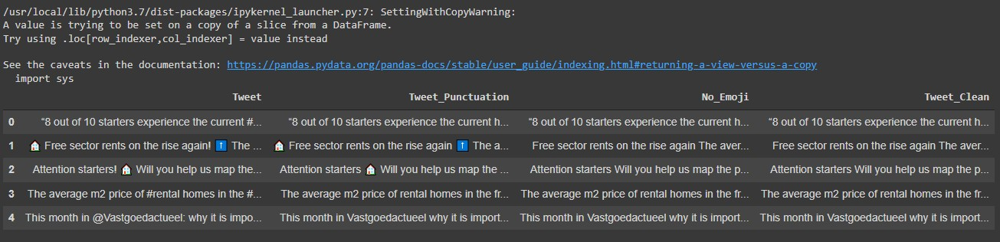 /usr/local/lib/python3.7/dist-packages/ipykernel_launcher.py:7: SettingWithCopyWarning:
A value is trying to be set on a copy of a slice from a DataFrame.
Try using .loc[row_indexer,col_indexer] = value instead
See the caveats in the documentation: https://pandas.pydata.org/pandas-docs/stable/user_guide/indexing.html#returning-a-view-versus-a-copy
import sys
Tweet Tweet_Punctuation No_Emoji Tweet_Clean
0 “8 out of 10 starters experience the current #... “8 out of 10 starters experience the current h... “8 out of 10 starters experience the current h... “8 out of 10 starters experience the current h...
1 🏠 Free sector rents on the rise again! ⬆️ The ... 🏠 Free sector rents on the rise again ⬆️ The a... Free sector rents on the rise again The aver... Free sector rents on the rise again The aver...
2 Attention starters! 🏠 Will you help us map the... Attention starters 🏠 Will you help us map the ... Attention starters Will you help us map the p... Attention starters Will you help us map the p...
3 The average m2 price of #rental homes in the #... The average m2 price of rental homes in the fr... The average m2 price of rental homes in the fr... The average m2 price of rental homes in the fr...
4 This month in @Vastgoedactueel: why it is impo... This month in Vastgoedactueel why it is import... This month in Vastgoedactueel why it is import... This month in Vastgoedactueel why it is import...